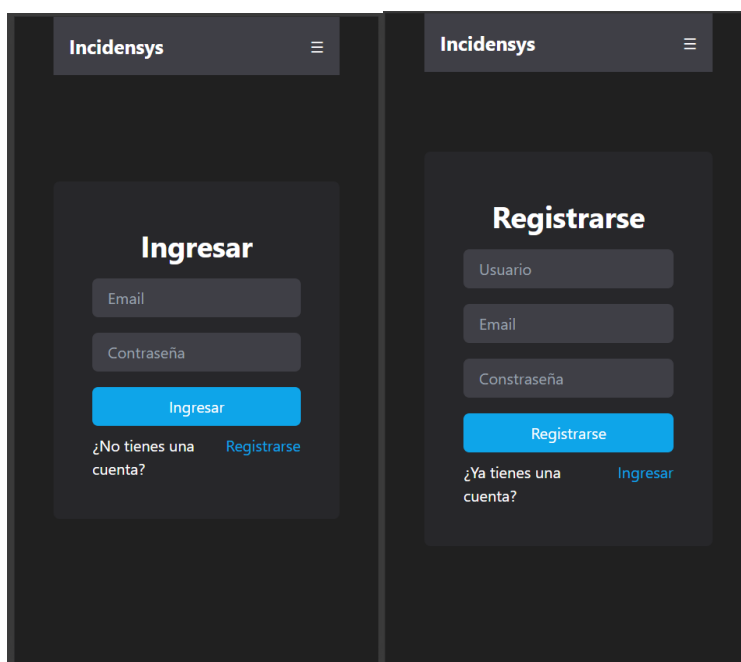 Incidensys ☰
Ingresar
Email
Contraseña
Ingresar
¿No tienes una Registrarse
cuenta?
Incidensys ☰
Registrarse
Usuario
Email
Constraseña
Registrarse
¿Ya tienes una Ingresar
cuenta?